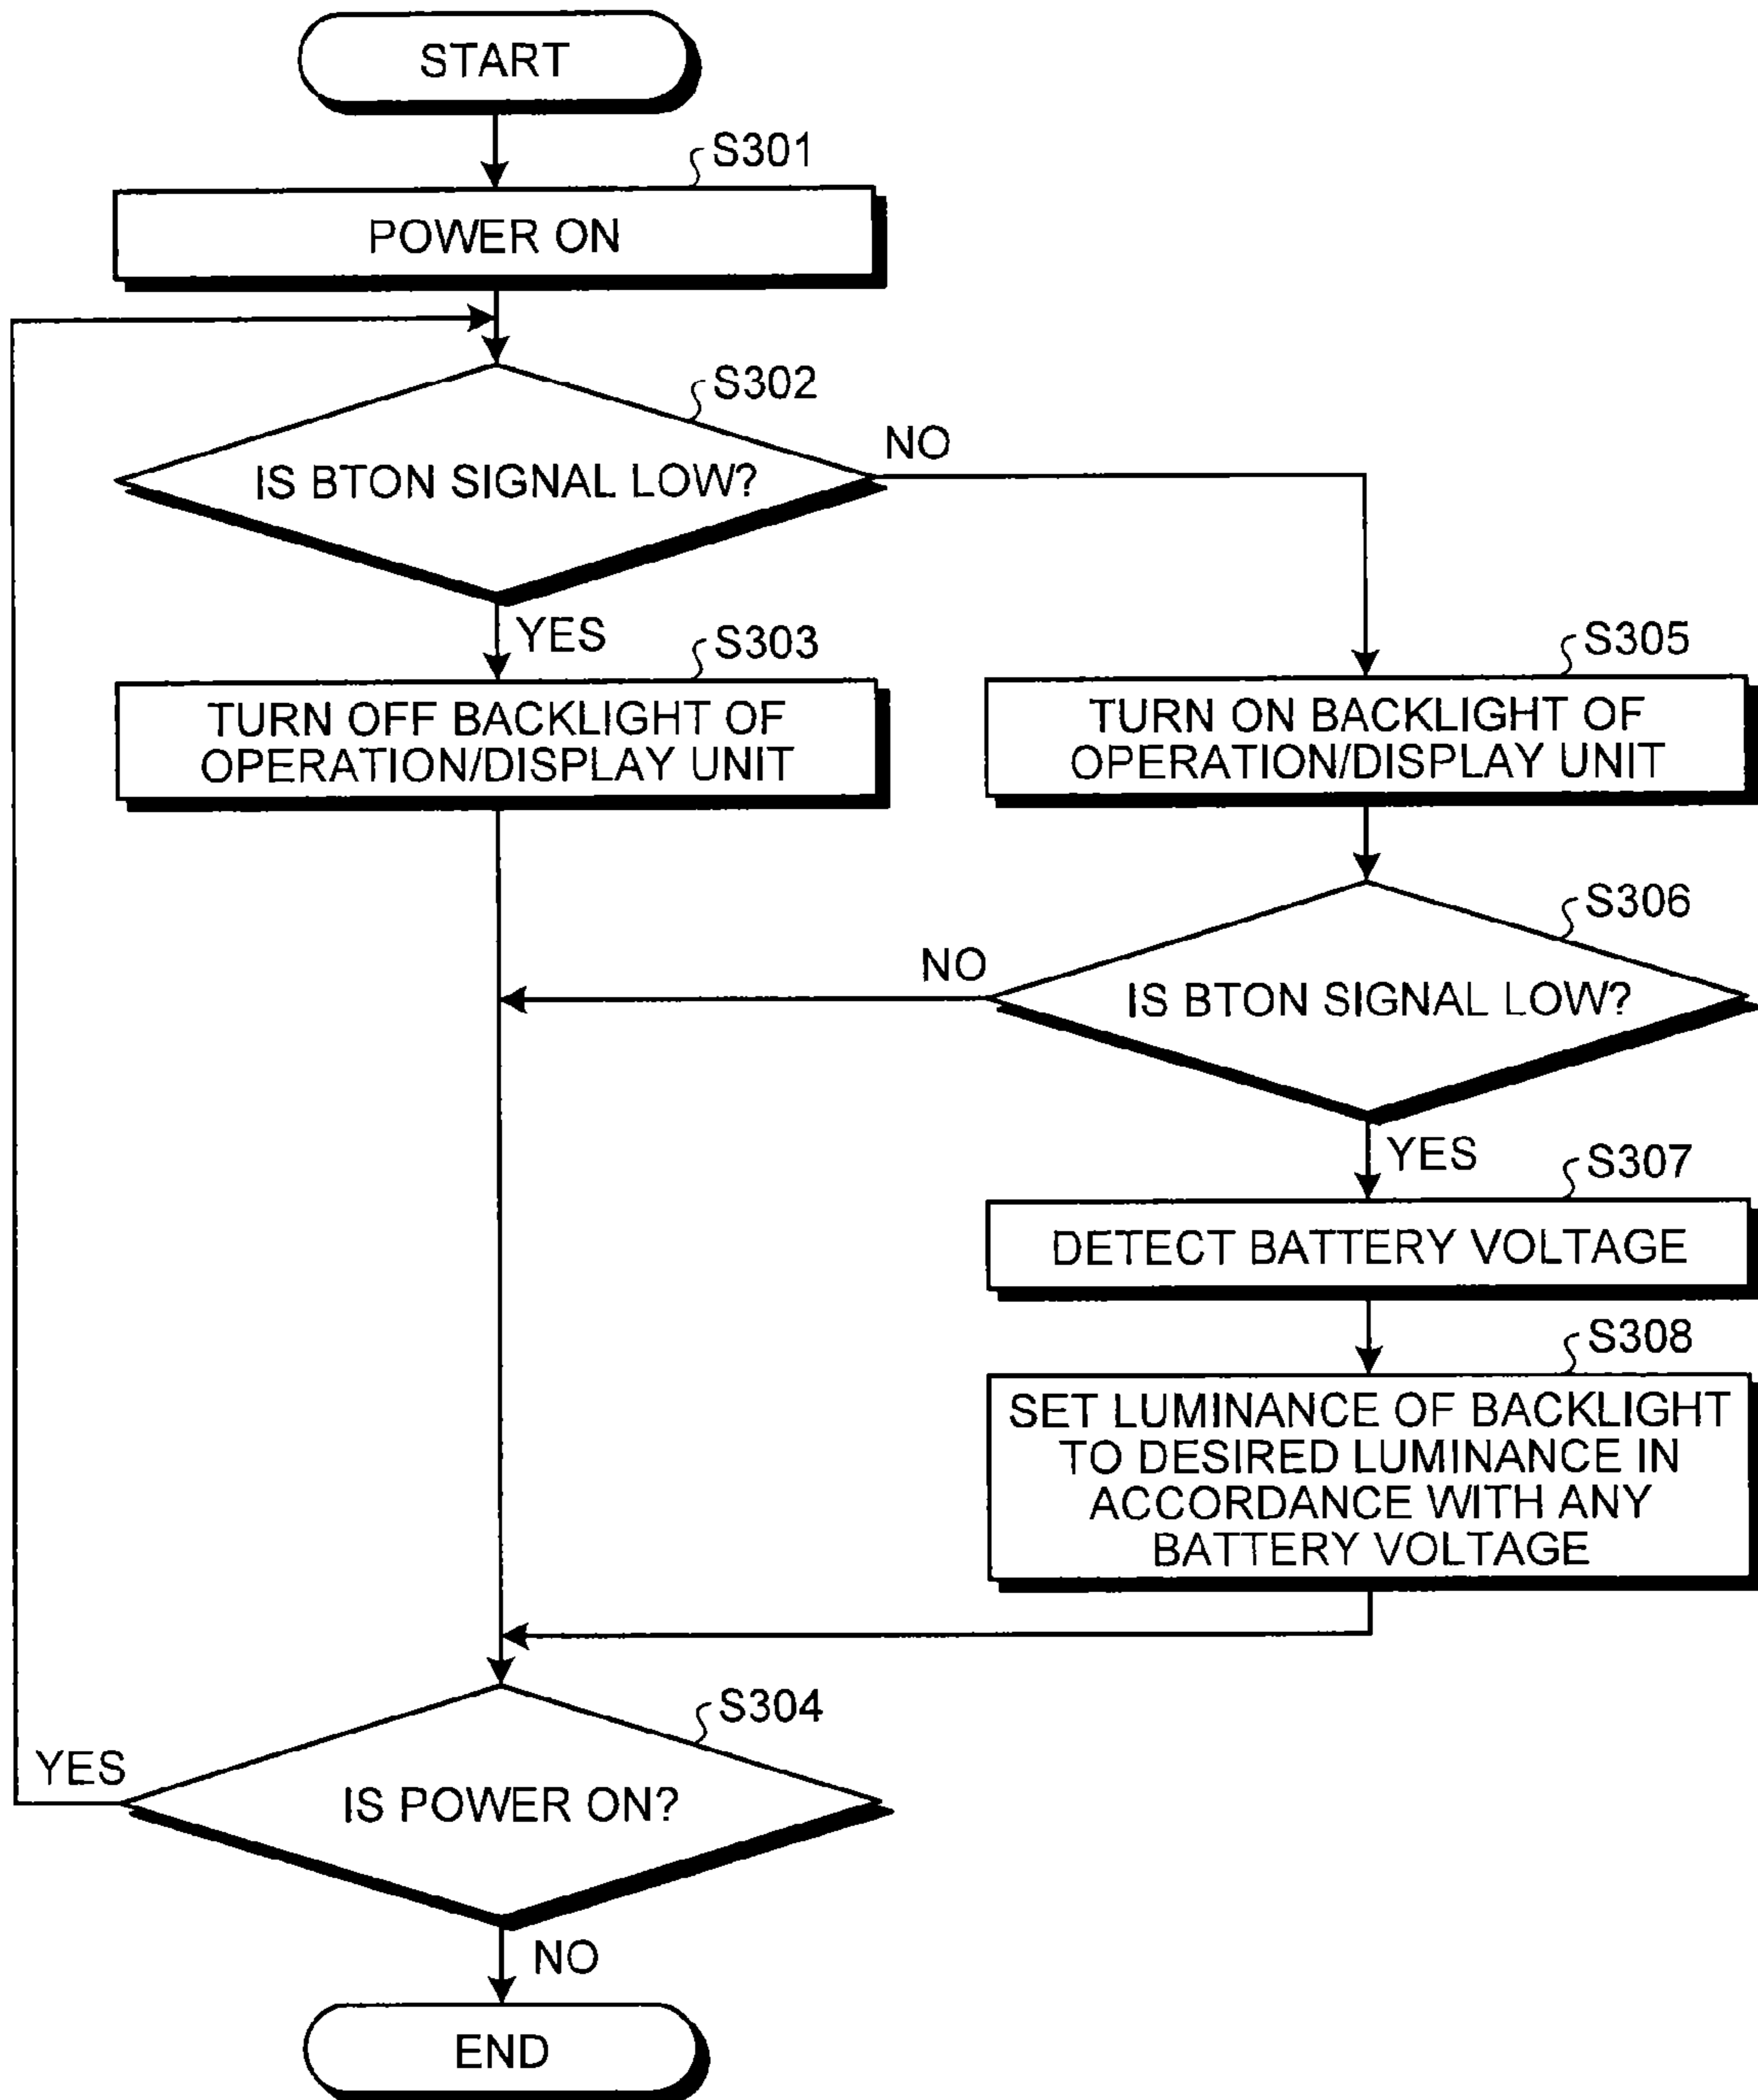 START
S301
POWER ON
S302
IS BTON SIGNAL LOW?
NO
YES
S303
TURN OFF BACKLIGHT OF
OPERATION/DISPLAY UNIT
S305
TURN ON BACKLIGHT OF
OPERATION/DISPLAY UNIT
S306
NO
IS BTON SIGNAL LOW?
YES
S307
DETECT BATTERY VOLTAGE
S308
SET LUMINANCE OF BACKLIGHT
TO DESIRED LUMINANCE IN
ACCORDANCE WITH ANY
BATTERY VOLTAGE
S304
YES
IS POWER ON?
NO
END